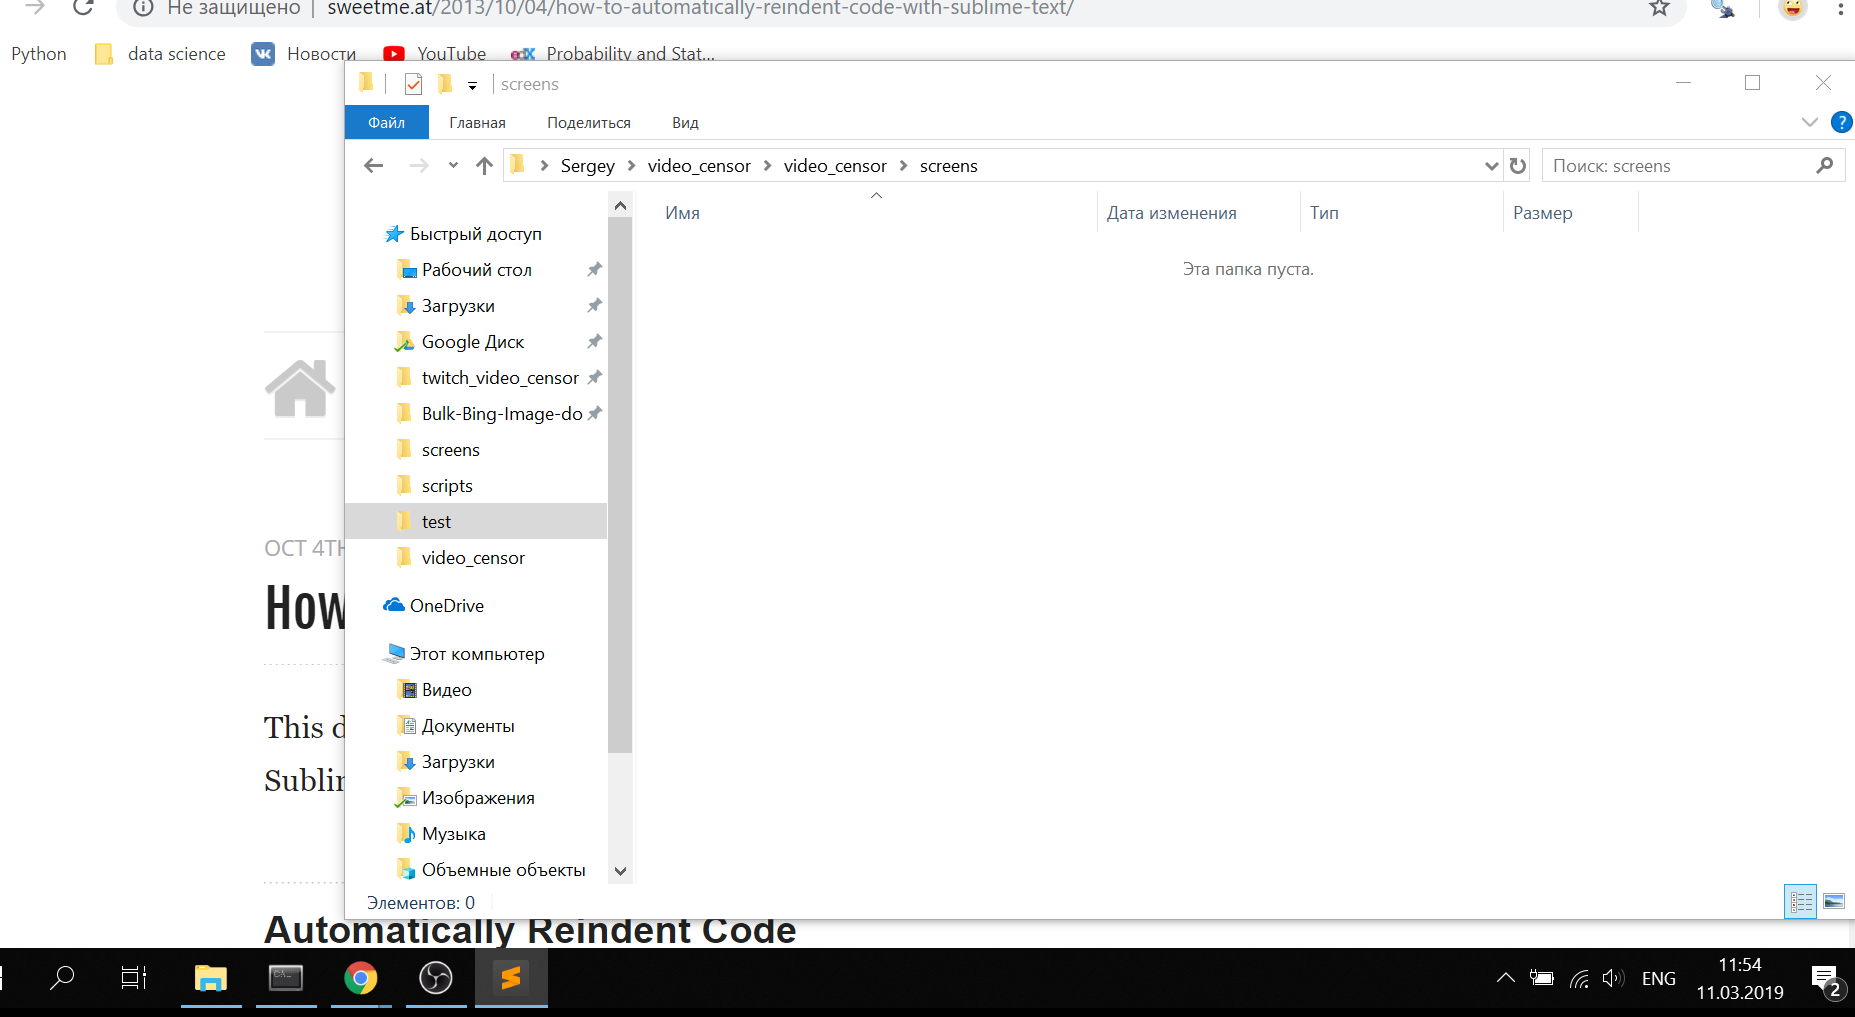 Не защищено | sweetme.at/2013/10/04/how-to-automatically-reindent-code-with-sublime-text/
Python data science Новости YouTube edX Probability and Stat...
screens
Файл Главная Поделиться Вид
Sergey video_censor video_censor screens
Поиск: screens
Имя Дата изменения Тип Размер
Эта папка пуста.
Быстрый доступ
Рабочий стол
Загрузки
Google Диск
twitch_video_censor
Bulk-Bing-Image-do
screens
scripts
test
video_censor
OneDrive
Этот компьютер
Видео
Документы
Загрузки
Изображения
Музыка
Объемные объекты
Элементов: 0
OCT 4TH
How
This d
Sublim
Automatically Reindent Code
ENG
11:54
11.03.2019
2